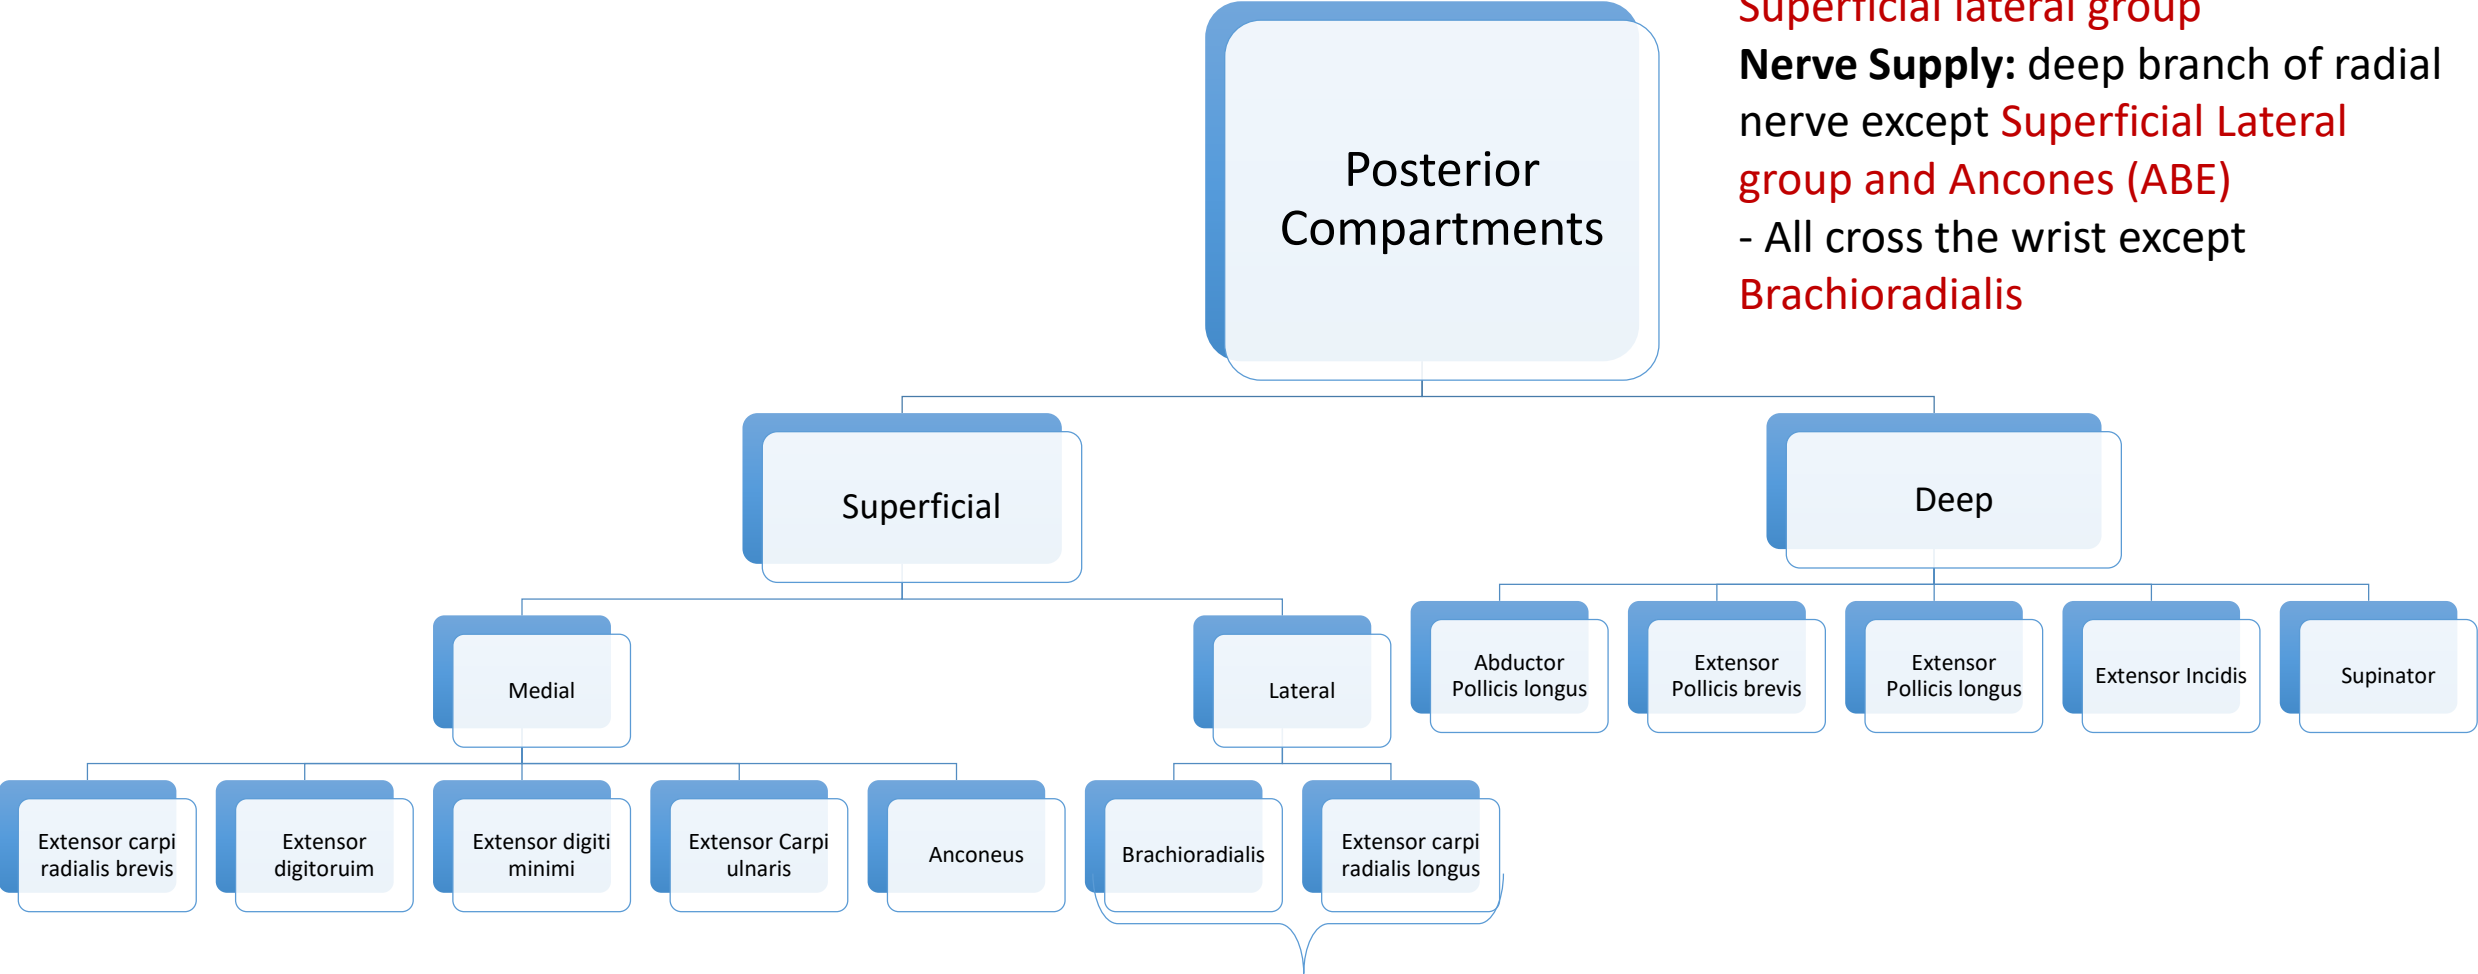 Superficial lateral group
Nerve Supply: deep branch of radial
nerve except Superficial Lateral
group and Ancones (ABE)
- All cross the wrist except
Brachioradialis
Posterior
Compartments
Superficial
Deep
Medial
Lateral
Abductor
Pollicis longus
Extensor
Pollicis brevis
Extensor
Pollicis longus
Extensor Incidis
Supinator
Extensor carpi
radialis brevis
Extensor
digitoruim
Extensor digiti
minimi
Extensor Carpi
ulnaris
Anconeus
Brachioradialis
Extensor carpi
radialis longus